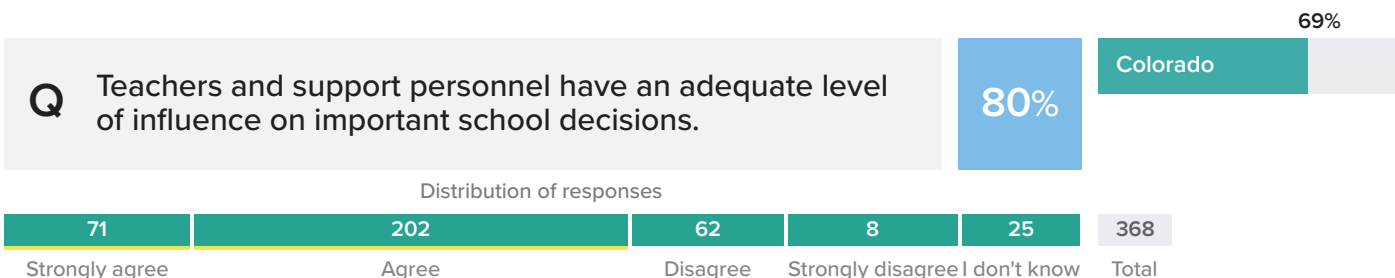 69%
Q Teachers and support personnel have an adequate level
of influence on important school decisions.
80%
Colorado
Distribution of responses
71 202 62 8 25 368
Strongly agree Agree Disagree Strongly disagree I don't know Total